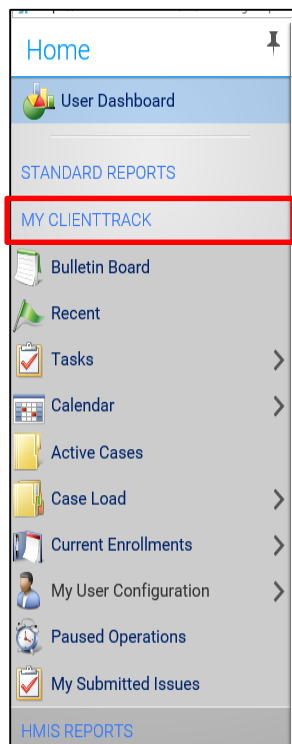 Home
User Dashboard
STANDARD REPORTS
MY CLIENTTRACK
Bulletin Board
Recent
Tasks
Calendar
Active Cases
Case Load
Current Enrollments
My User Configuration
Paused Operations
My Submitted Issues
HMIS REPORTS